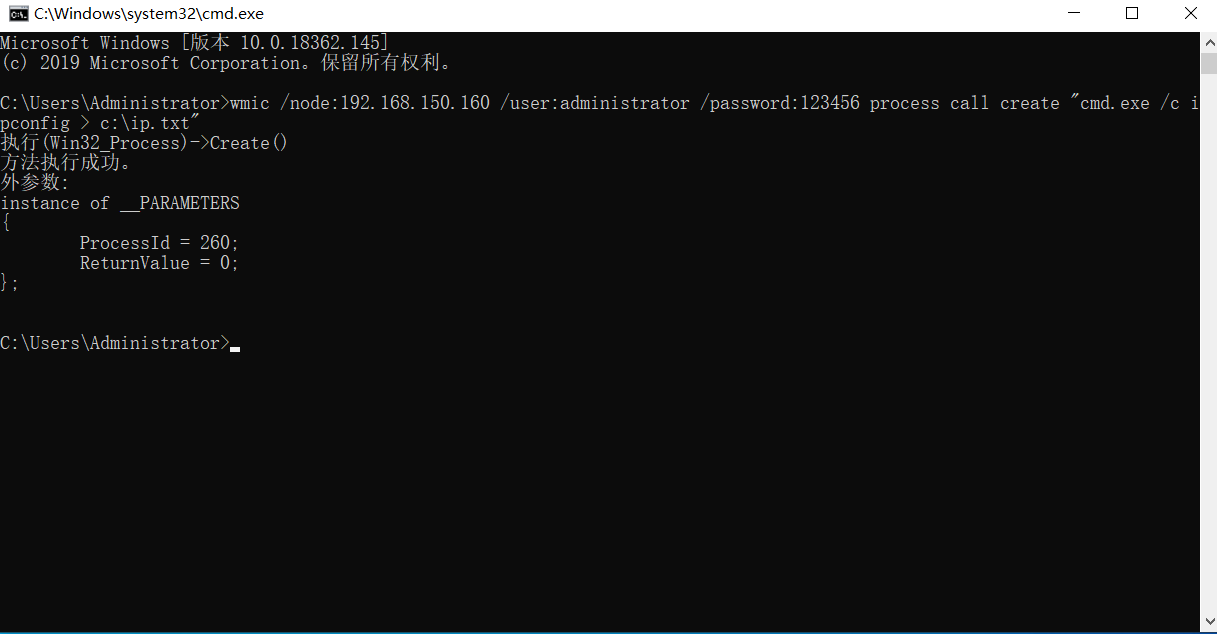 C:\Windows\system32\cmd.exe
Microsoft Windows [版本 10.0.18362.145]
(c) 2019 Microsoft Corporation。保留所有权利。
C:\Users\Administrator>wmic /node:192.168.150.160 /user:administrator /password:123456 process call create "cmd.exe /c i
pconfig > c:\ip.txt"
执行(Win32_Process)->Create()
方法执行成功。
外参数:
instance of __PARAMETERS
{
        ProcessId = 260;
        ReturnValue = 0;
};
C:\Users\Administrator>